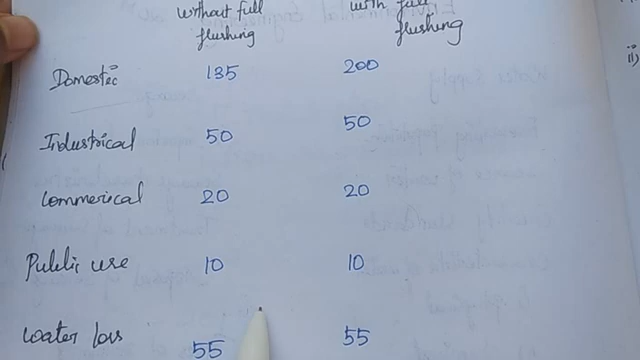 without full with full
flushing flushing
Domestic 135 200
Industrical 50 50
Commerical 20 20
Public use 10 10
Water loss 55 55